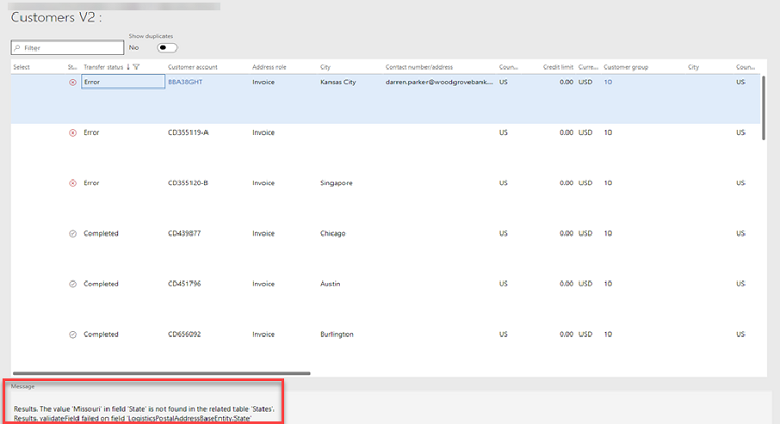 Customers V2 :
Show duplicates
Filter No
Select St... Transfer status Customer account Address role City Contact number/address Coun... Credit limit Curre... Customer group City Coun...
Error BBA38GHT Invoice Kansas City darren.parker@woodgrovebank.... US 0.00 USD 10 US
Error CD355119-A Invoice US 0.00 USD 10 US
Error CD355120-B Invoice Singapore US 0.00 USD 10 US
Completed CD439877 Invoice Chicago US 0.00 USD 10 US
Completed CD451796 Invoice Austin US 0.00 USD 10 US
Completed CD656092 Invoice Burlington US 0.00 USD 10 US
Message
Results. The value 'Missouri' in field 'State' is not found in the related table 'States'.
Results. validateField failed on field 'LogisticsPostalAddressBaseEntity.State'